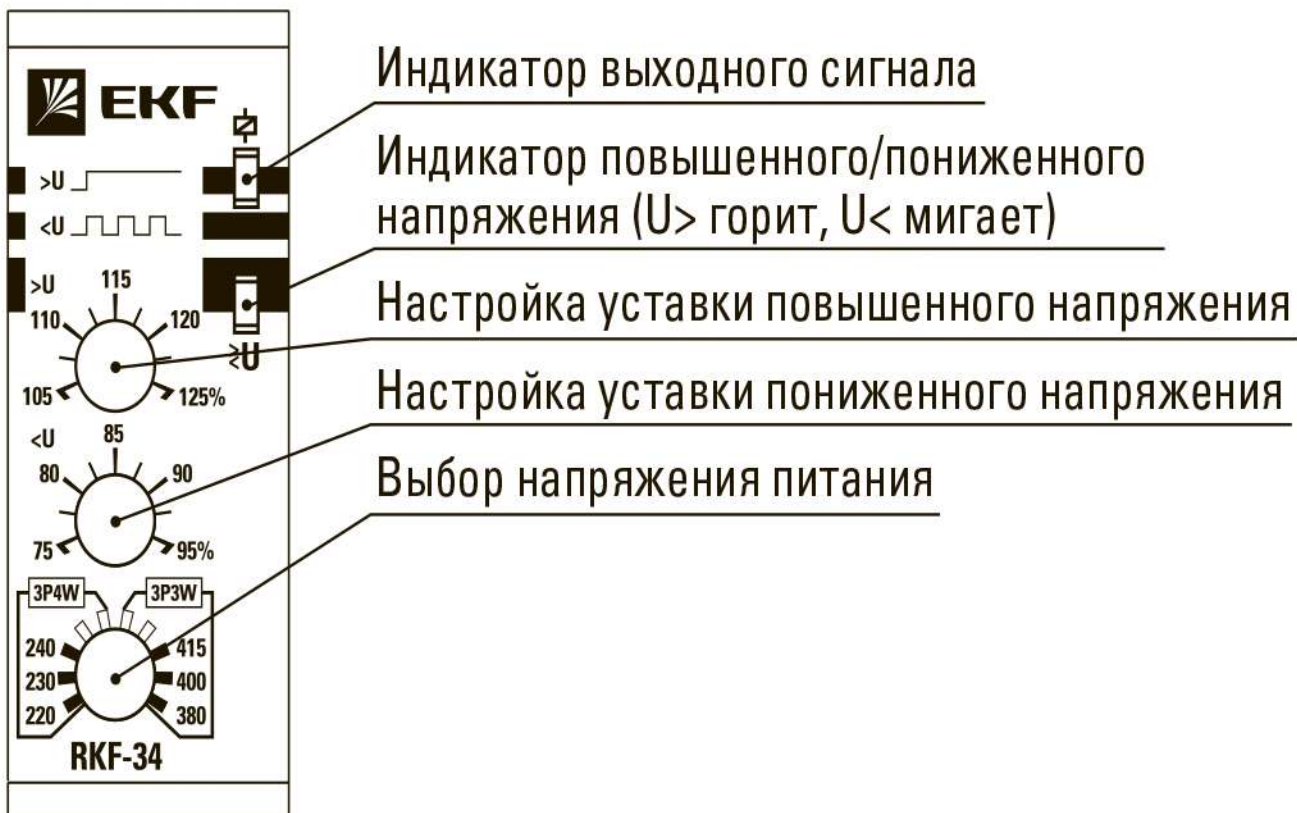 EKF
Индикатор выходного сигнала
Индикатор повышенного/пониженного
напряжения (U> горит, U< мигает)
Настройка уставки повышенного напряжения
Настройка уставки пониженного напряжения
Выбор напряжения питания
>U
<U
>U
115
110
120
105
125%
>
<U
<U
85
80
90
75
95%
3P4W
3P3W
240
415
230
400
220
380
RKF-34